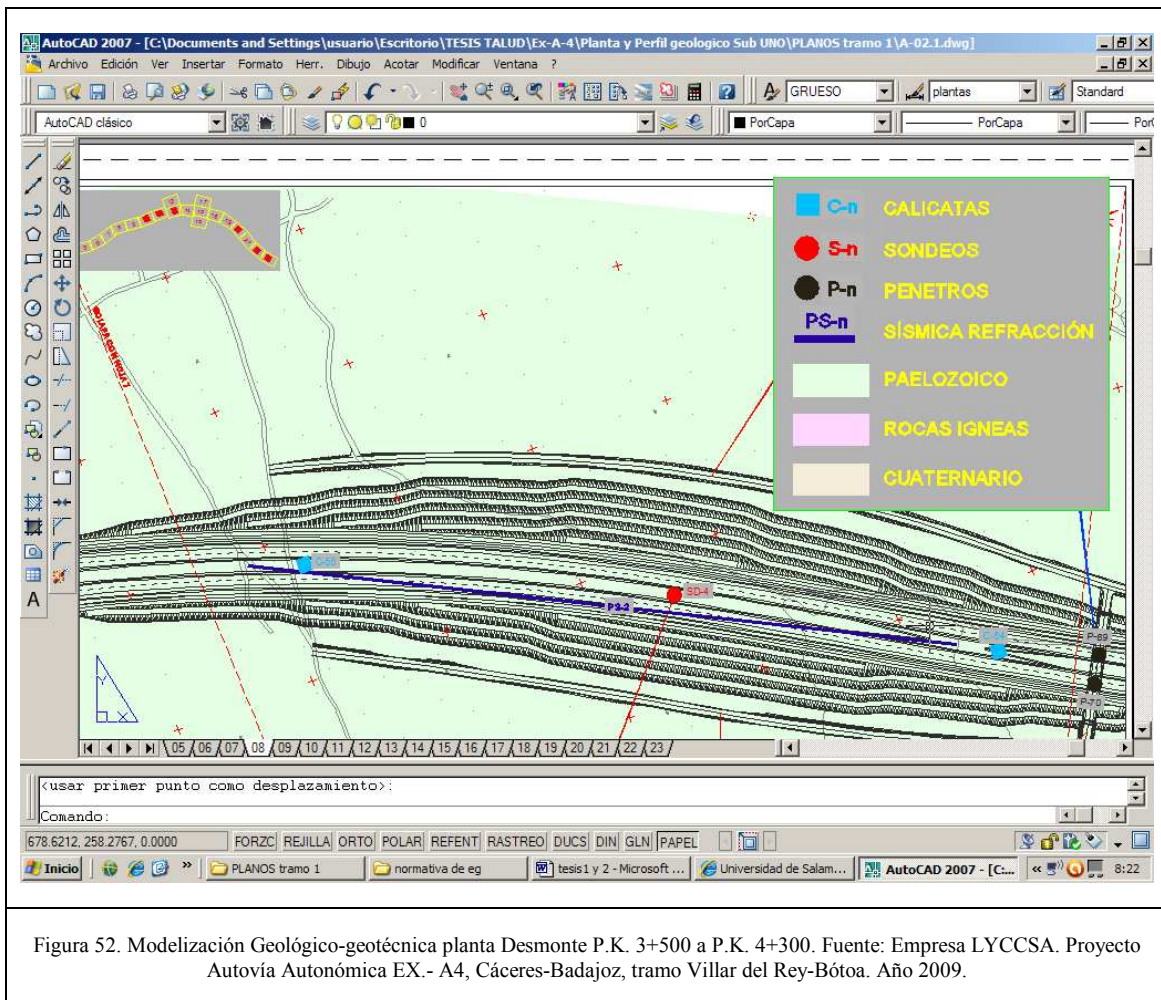 AutoCAD 2007 - [C:\Documents and Settings\usuario\Escritorio\TESIS TALUD\Ex-A-4\Planta y Perfil geologico Sub UNO\PLANOS tramo 1\A-02.1.dwg]
Archivo Edición Ver Insertar Formato Herr. Dibujo Acotar Modificar Ventana ?
GRUESO plantas Standard
AutoCAD clásico 0 PorCapa PorCapa Por
C-n CALICATAS
S-n SONDEOS
P-n PENETROS
PS-n SÍSMICA REFRACCIÓN
PAELOZOICO
ROCAS IGNEAS
CUATERNARIO
SD-4
PS-2
P-69
P-70
Y
X
05 06 07 08 09 10 11 12 13 14 15 16 17 18 19 20 21 22 23
<usar primer punto como desplazamiento>:
Comando:
678.6212, 258.2767, 0.0000 FORZC REJILLA ORTO POLAR REFENT RASTREO DUCS DIN GLN PAPEL
Inicio PLANOS tramo 1 normativa de eg tesis1 y 2 - Microsoft ... Universidad de Salam... AutoCAD 2007 - [C:... 8:22
Figura 52. Modelización Geológico-geotécnica planta Desmonte P.K. 3+500 a P.K. 4+300. Fuente: Empresa LYCCSA. Proyecto
Autovía Autonómica EX.- A4, Cáceres-Badajoz, tramo Villar del Rey-Bótoa. Año 2009.